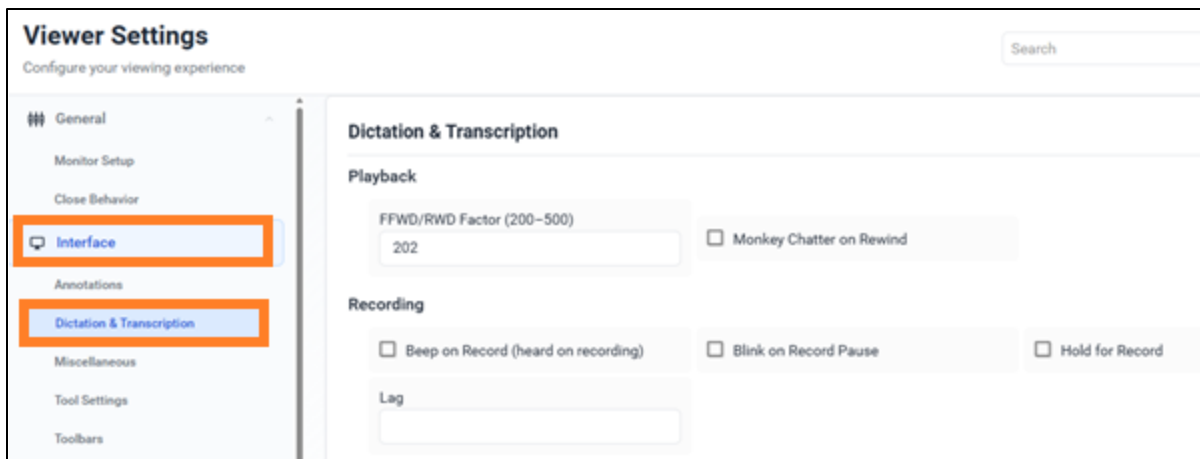 Viewer Settings
Configure your viewing experience
Search
General
Monitor Setup
Close Behavior
Interface
Annotations
Dictation & Transcription
Miscellaneous
Tool Settings
Toolbars
Dictation & Transcription
Playback
FFWD/RWD Factor (200–500)
202
Monkey Chatter on Rewind
Recording
Beep on Record (heard on recording)
Blink on Record Pause
Hold for Record
Lag